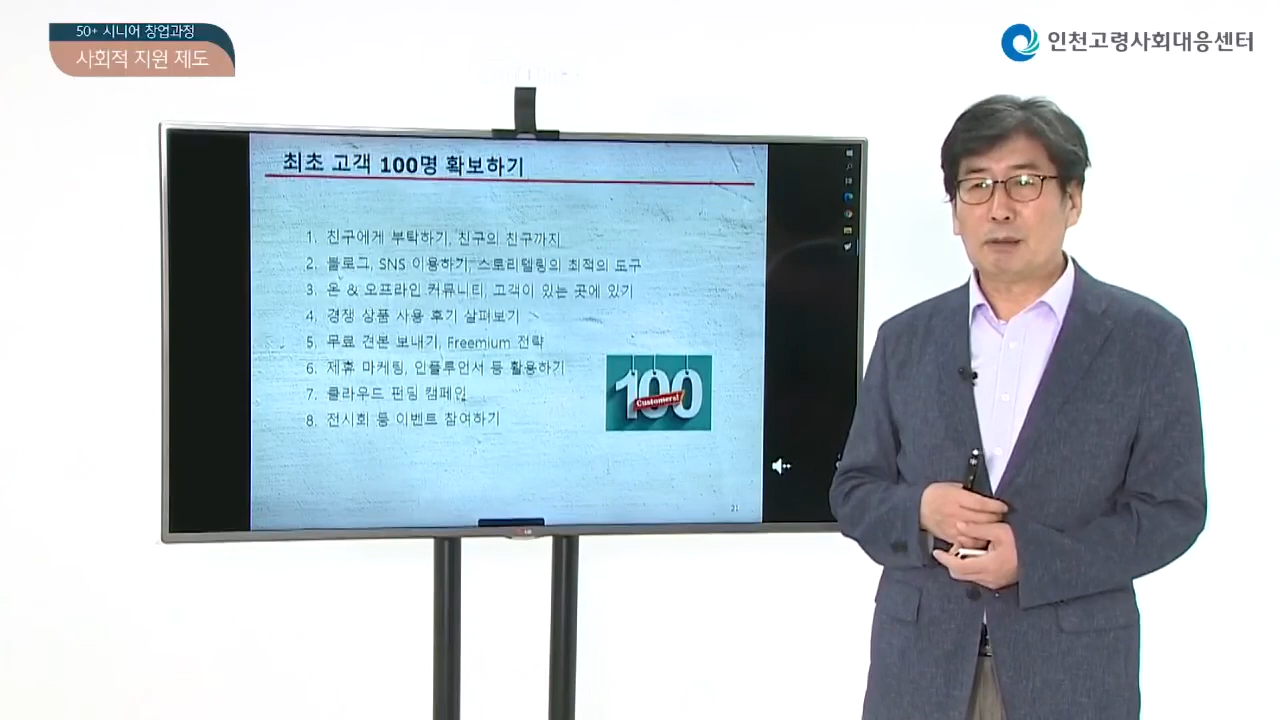 50+ 시니어 창업과정
사회적 지원 제도
인천고령사회대응센터
최초 고객 100명 확보하기
1. 친구에게 부탁하기, 친구의 친구까지
2. 블로그, SNS 이용하기, 스토리텔링의 최적의 도구
3. 온 & 오프라인 커뮤니티, 고객이 있는 곳에 있기
4. 경쟁 상품 사용 후기 살펴보기
5. 무료 견본 보내기, Freemium 전략
6. 제휴 마케팅, 인플루언서 등 활용하기
7. 클라우드 펀딩 캠페인
8. 전시회 등 이벤트 참여하기
100
Customers!
21
LG